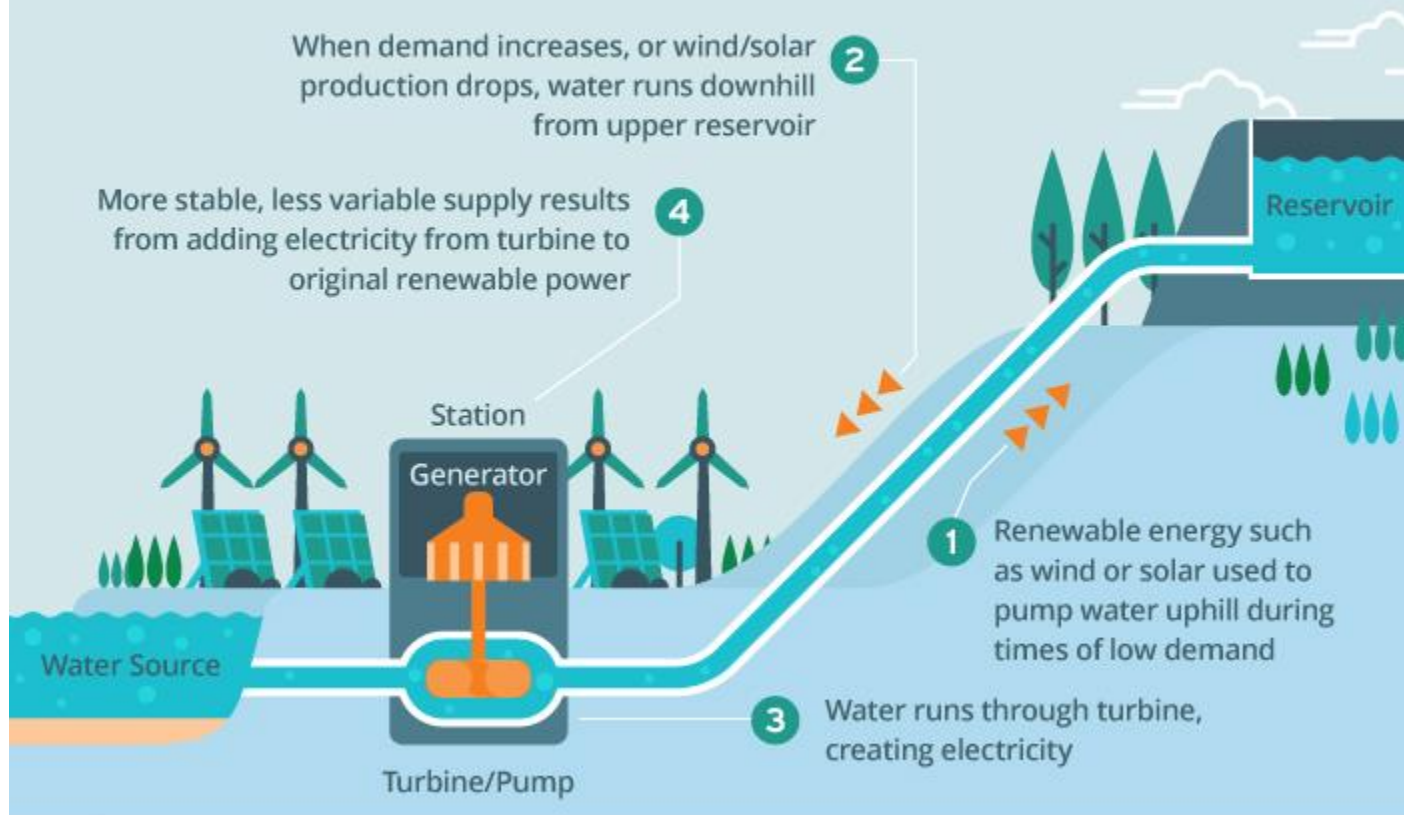 When demand increases, or wind/solar
production drops, water runs downhill
from upper reservoir
2
More stable, less variable supply results
from adding electricity from turbine to
original renewable power
4
Reservoir
Station
Generator
1
Renewable energy such
as wind or solar used to
pump water uphill during
times of low demand
Water Source
3
Water runs through turbine,
creating electricity
Turbine/Pump